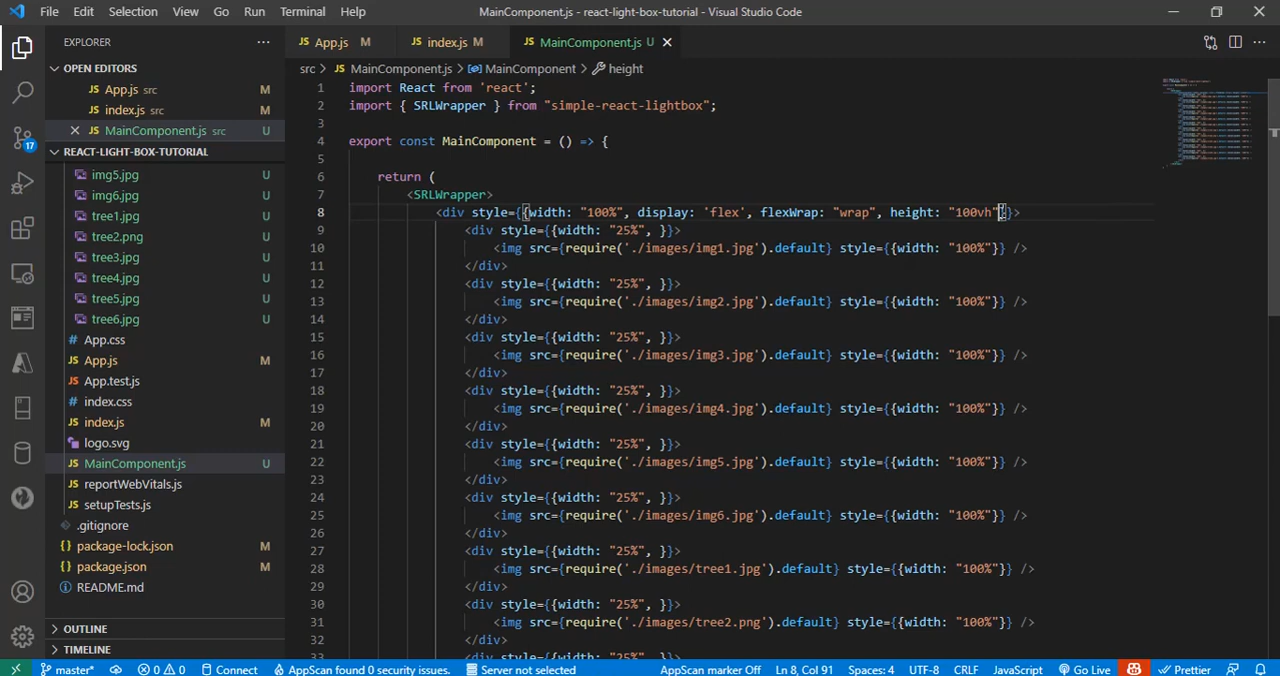 File Edit Selection View Go Run Terminal Help MainComponent.js - react-light-box-tutorial - Visual Studio Code
EXPLORER
OPEN EDITORS
App.js src M
index.js src M
MainComponent.js src U
REACT-LIGHT-BOX-TUTORIAL
img5.jpg U
img6.jpg U
tree1.jpg U
tree2.png U
tree3.jpg U
tree4.jpg U
tree5.jpg U
tree6.jpg U
App.css
App.js M
App.test.js
index.css
index.js M
logo.svg
MainComponent.js U
reportWebVitals.js
setupTests.js
.gitignore
package-lock.json M
package.json M
README.md
OUTLINE
TIMELINE
17
App.js M index.js M MainComponent.js U
src > MainComponent.js > MainComponent > height
1 import React from 'react';
2 import { SRLWrapper } from "simple-react-lightbox";
3
4 export const MainComponent = () => {
5
6 return (
7 <SRLWrapper>
8 <div style={{width: "100%", display: 'flex', flexWrap: "wrap", height: "100vh"}}>
9 <div style={{width: "25%", }}>
10 <img src={require('./images/img1.jpg').default} style={{width: "100%"}} />
11 </div>
12 <div style={{width: "25%", }}>
13 <img src={require('./images/img2.jpg').default} style={{width: "100%"}} />
14 </div>
15 <div style={{width: "25%", }}>
16 <img src={require('./images/img3.jpg').default} style={{width: "100%"}} />
17 </div>
18 <div style={{width: "25%", }}>
19 <img src={require('./images/img4.jpg').default} style={{width: "100%"}} />
20 </div>
21 <div style={{width: "25%", }}>
22 <img src={require('./images/img5.jpg').default} style={{width: "100%"}} />
23 </div>
24 <div style={{width: "25%", }}>
25 <img src={require('./images/img6.jpg').default} style={{width: "100%"}} />
26 </div>
27 <div style={{width: "25%", }}>
28 <img src={require('./images/tree1.jpg').default} style={{width: "100%"}} />
29 </div>
30 <div style={{width: "25%", }}>
31 <img src={require('./images/tree2.png').default} style={{width: "100%"}} />
32 </div>
33 <div style={{width: "25%", }}>
master* 0 0 Connect AppScan found 0 security issues. Server not selected AppScan marker Off Ln 8, Col 91 Spaces: 4 UTF-8 CRLF JavaScript Go Live Prettier